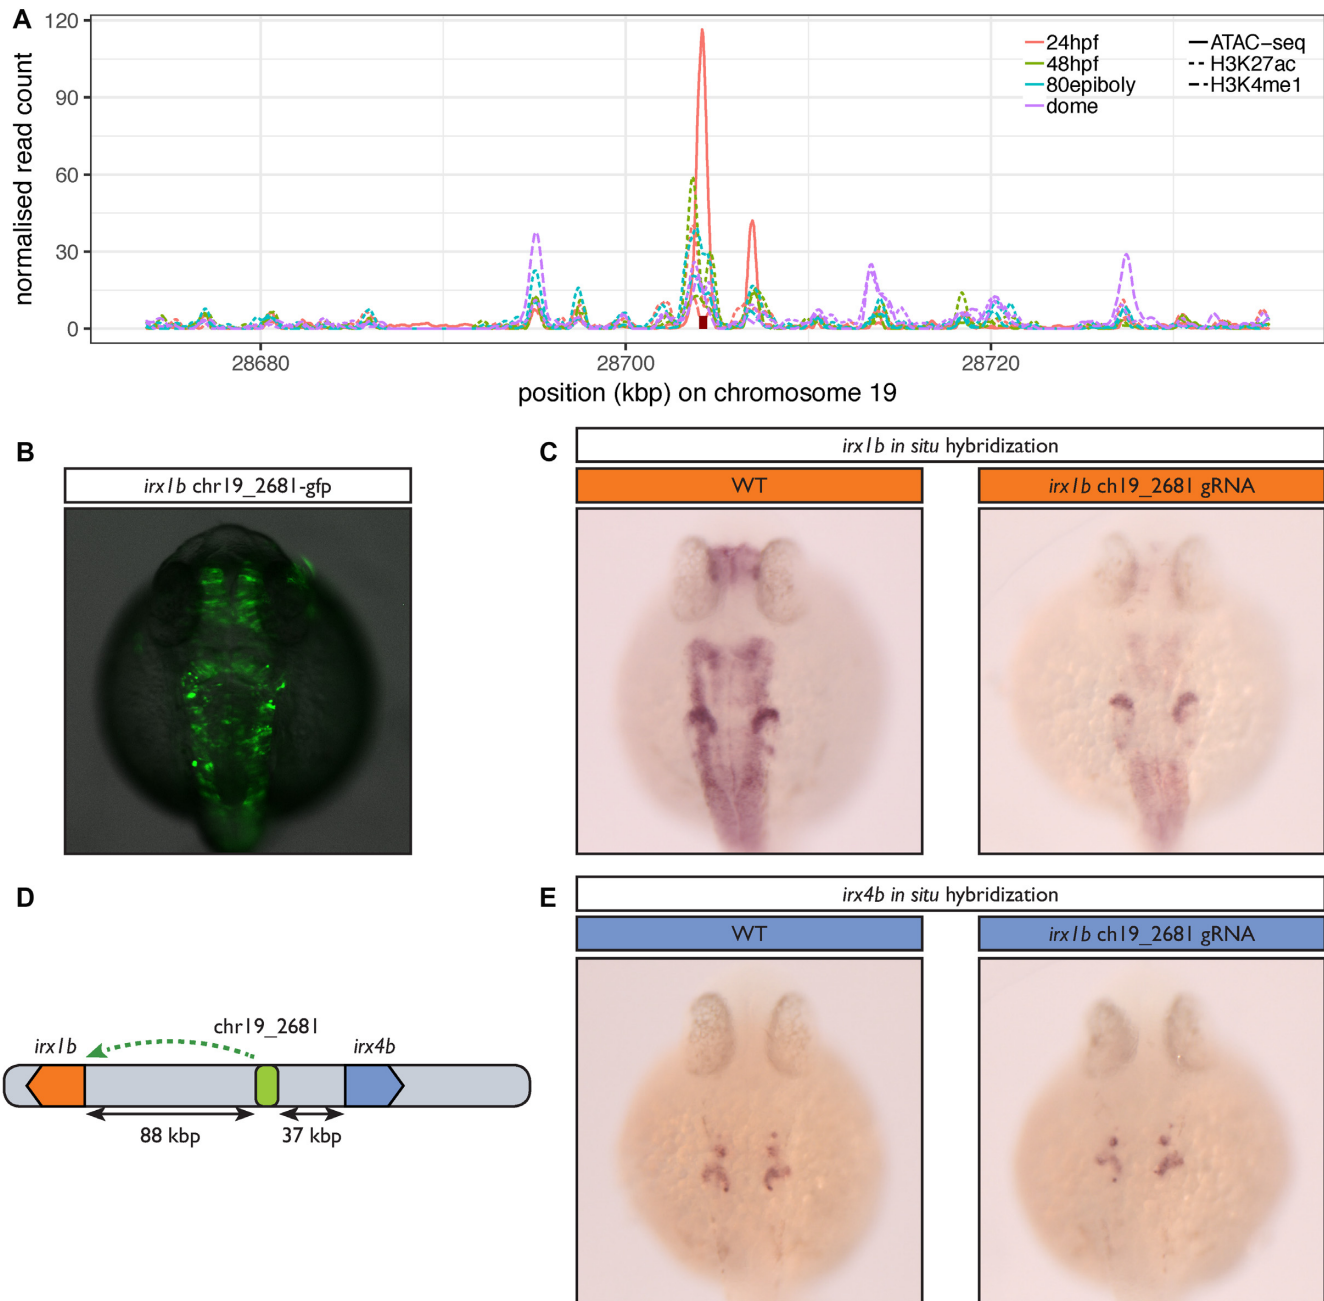 A
120
90
60
30
0
normalised read count
24hpf
48hpf
80epiboly
dome
ATAC−seq
H3K27ac
H3K4me1
28680
28700
28720
position (kbp) on chromosome 19
B
irx1b chr19_2681-gfp
C
irx1b in situ hybridization
WT
irx1b ch19_2681 gRNA
D
chr19_2681
irx1b
irx4b
88 kbp
37 kbp
E
irx4b in situ hybridization
WT
irx1b ch19_2681 gRNA